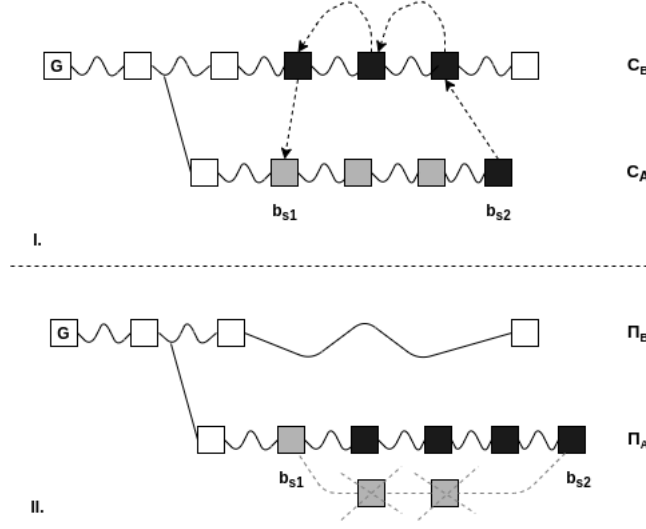 G
C_B
C_A
b_s1
b_s2
I.
G
Π_B
Π_A
b_s1
b_s2
II.